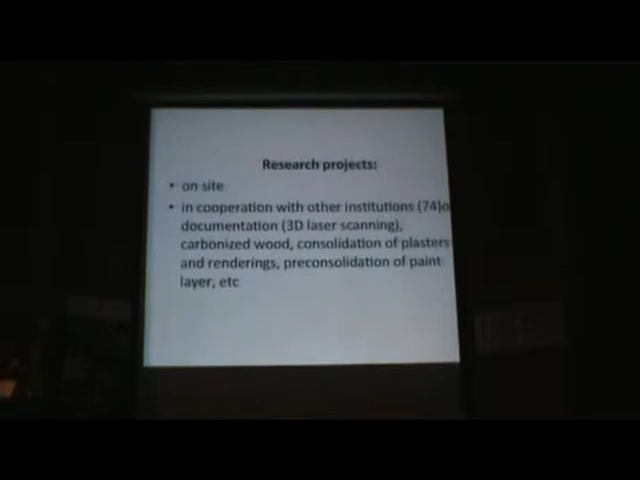 Research projects:
• on site
• in cooperation with other institutions (74)o
documentation (3D laser scanning),
carbonized wood, consolidation of plasters
and renderings, preconsolidation of paint
layer, etc